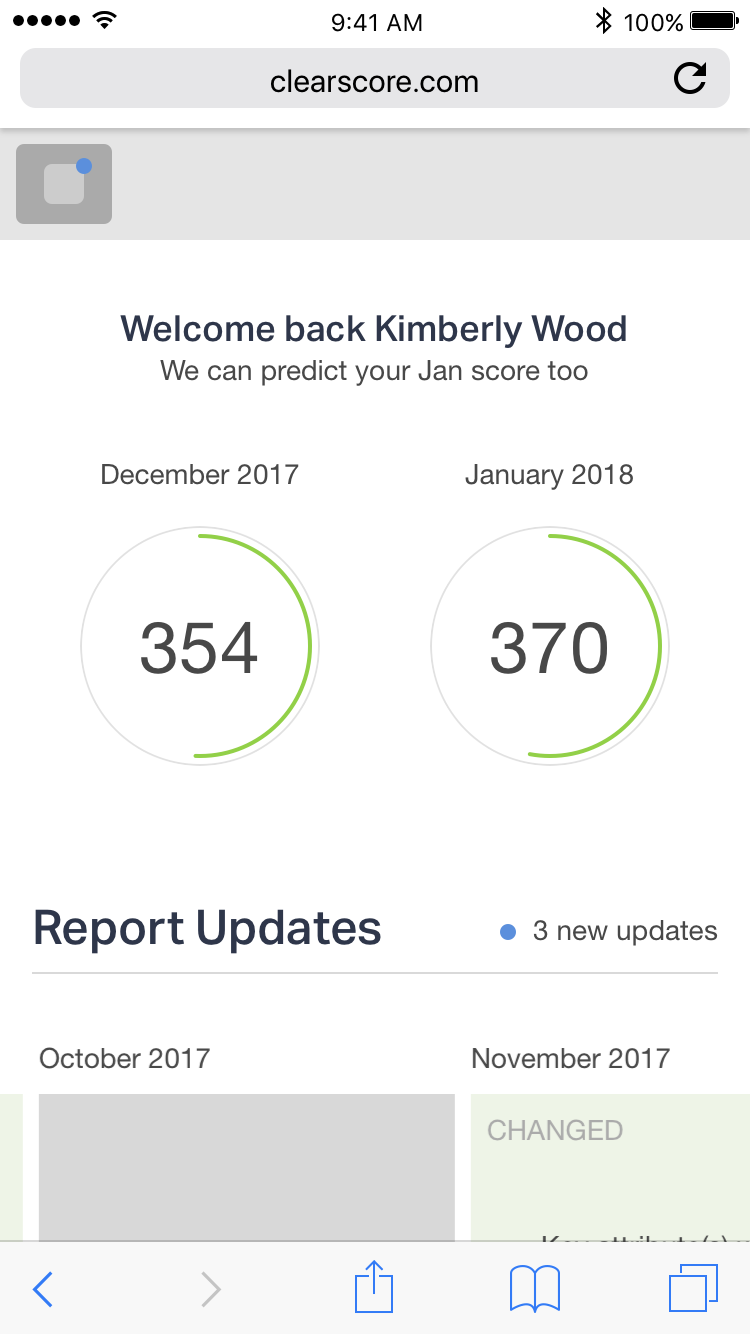 9:41 AM
100%
clearscore.com
Welcome back Kimberly Wood
We can predict your Jan score too
December 2017
January 2018
354
370
Report Updates
3 new updates
October 2017
November 2017
CHANGED